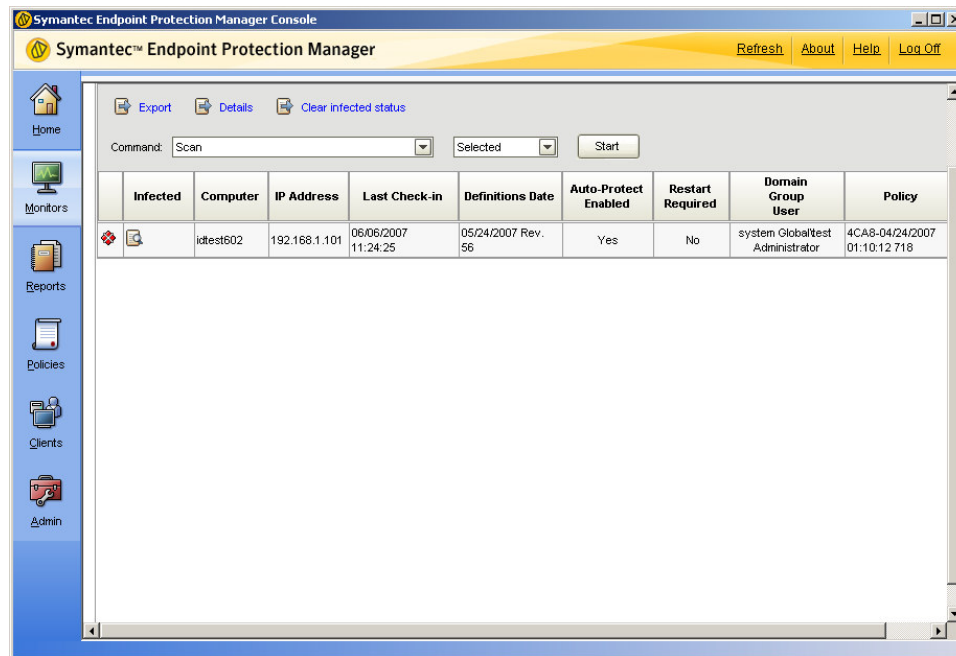 Symantec Endpoint Protection Manager Console
Symantec™ Endpoint Protection Manager
Refresh
About
Help
Log Off
Home
Monitors
Reports
Policies
Clients
Admin
Export
Details
Clear infected status
Command:
Scan
Selected
Start
Infected
Computer
IP Address
Last Check-in
Definitions Date
Auto-Protect
Enabled
Restart
Required
Domain
Group
User
Policy
idtest602
192.168.1.101
06/06/2007
11:24:25
05/24/2007 Rev.
56
Yes
No
system Global\test
Administrator
4CA8-04/24/2007
01:10:12 718